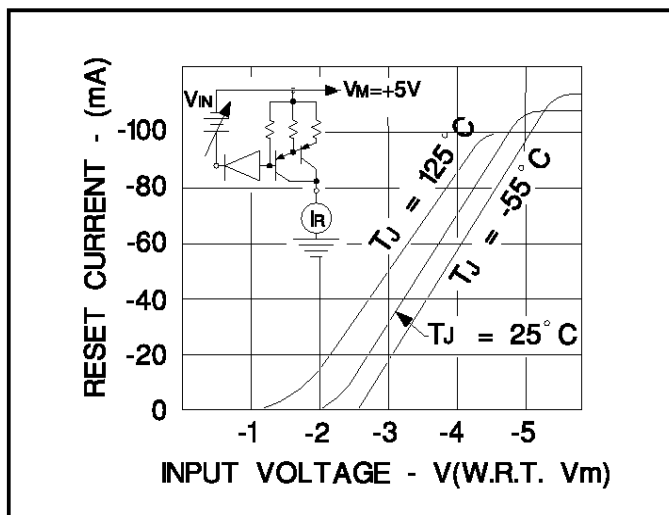 RESET CURRENT - (mA)
-100
-80
-60
-40
-20
0
VIN
VM=+5V
IR
TJ = 125°C
TJ = -55°C
TJ = 25°C
-1 -2 -3 -4 -5
INPUT VOLTAGE - V(W.R.T. Vm)